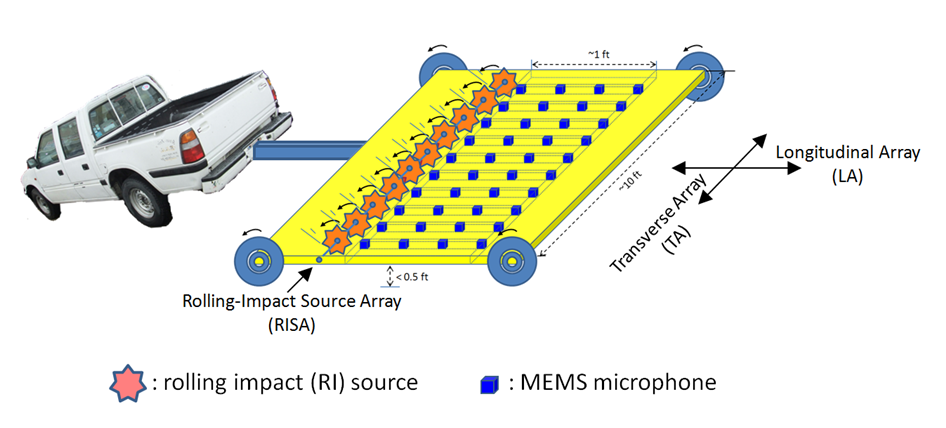 ~1 ft
Longitudinal Array
(LA)
~10 ft
Transverse Array
(TA)
< 0.5 ft
Rolling-Impact Source Array
(RISA)
: rolling impact (RI) source
: MEMS microphone